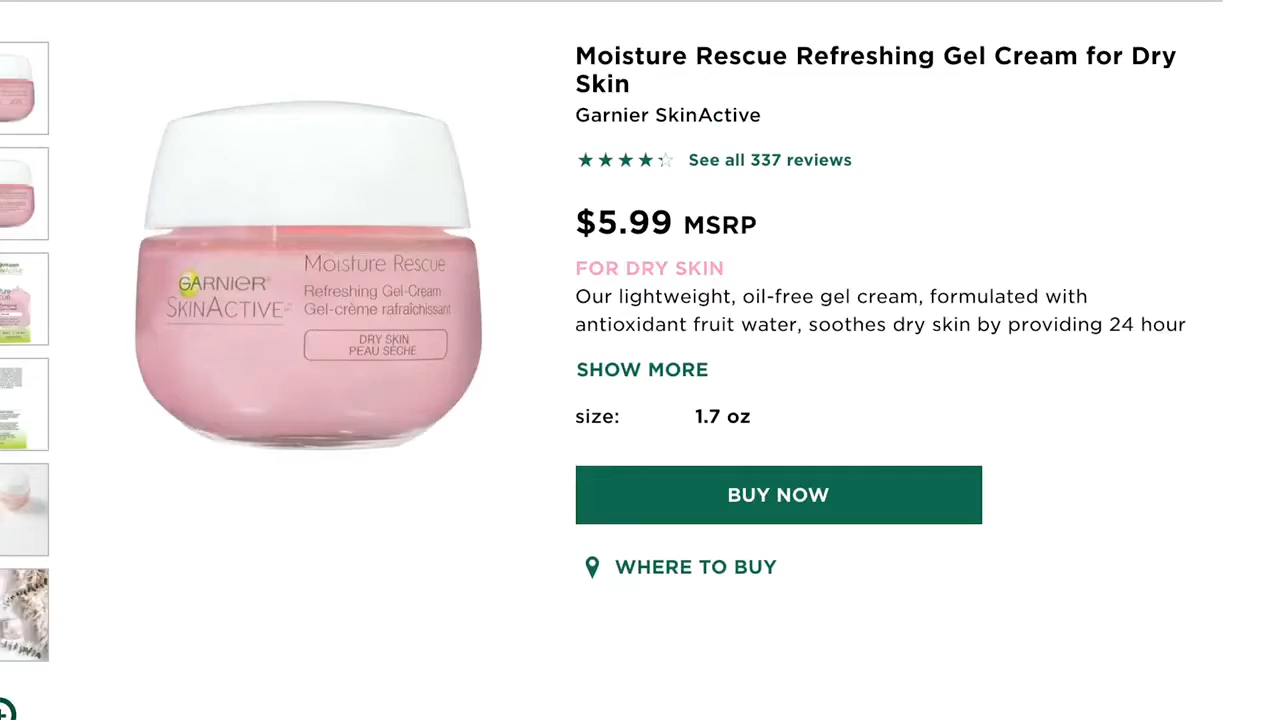 Moisture Rescue Refreshing Gel Cream for Dry
Skin
Garnier SkinActive
See all 337 reviews
$5.99 MSRP
FOR DRY SKIN
Our lightweight, oil-free gel cream, formulated with
antioxidant fruit water, soothes dry skin by providing 24 hour
SHOW MORE
size: 1.7 oz
BUY NOW
WHERE TO BUY
GARNIER
SKINACTIVE
Moisture Rescue
Refreshing Gel-Cream
Gel-crème rafraîchissant
DRY SKIN
PEAU SÈCHE